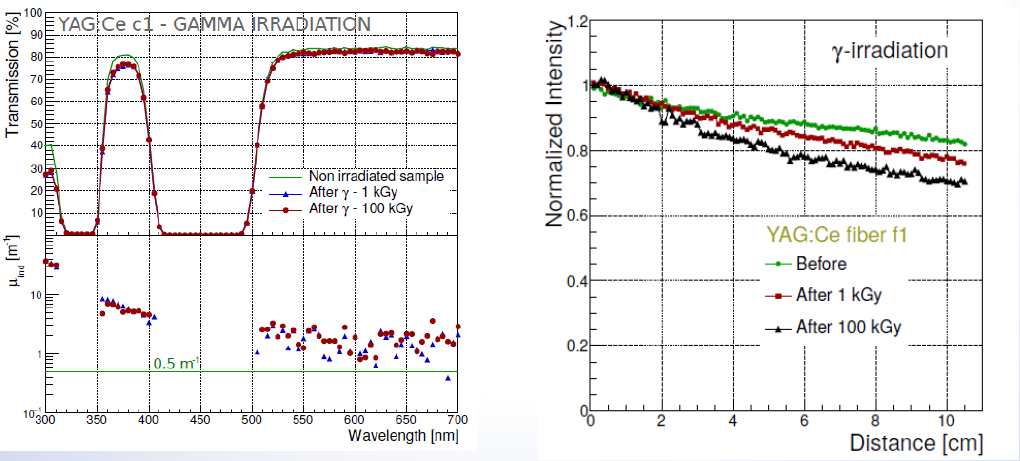 YAG:Ce c1 - GAMMA IRRADIATION
Transmission [%]
100
90
80
70
60
50
40
30
20
10
Non irradiated sample
After γ - 1 kGy
After γ - 100 kGy
μind [m⁻¹]
10
1
10⁻¹
0.5 m⁻¹
300 350 400 450 500 550 600 650 700
Wavelength [nm]
Normalized Intensity
1.2
1
0.8
0.6
0.4
0.2
0
γ-irradiation
YAG:Ce fiber f1
Before
After 1 kGy
After 100 kGy
0 2 4 6 8 10
Distance [cm]